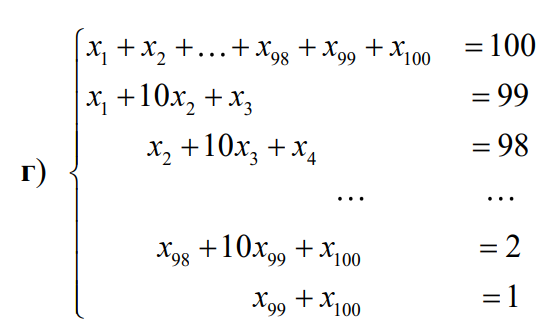 x₁ + x₂ + … + x₉₈ + x₉₉ + x₁₀₀ = 100
x₁ + 10x₂ + x₃ = 99
x₂ + 10x₃ + x₄ = 98
г) … …
x₉₈ + 10x₉₉ + x₁₀₀ = 2
x₉₉ + x₁₀₀ = 1